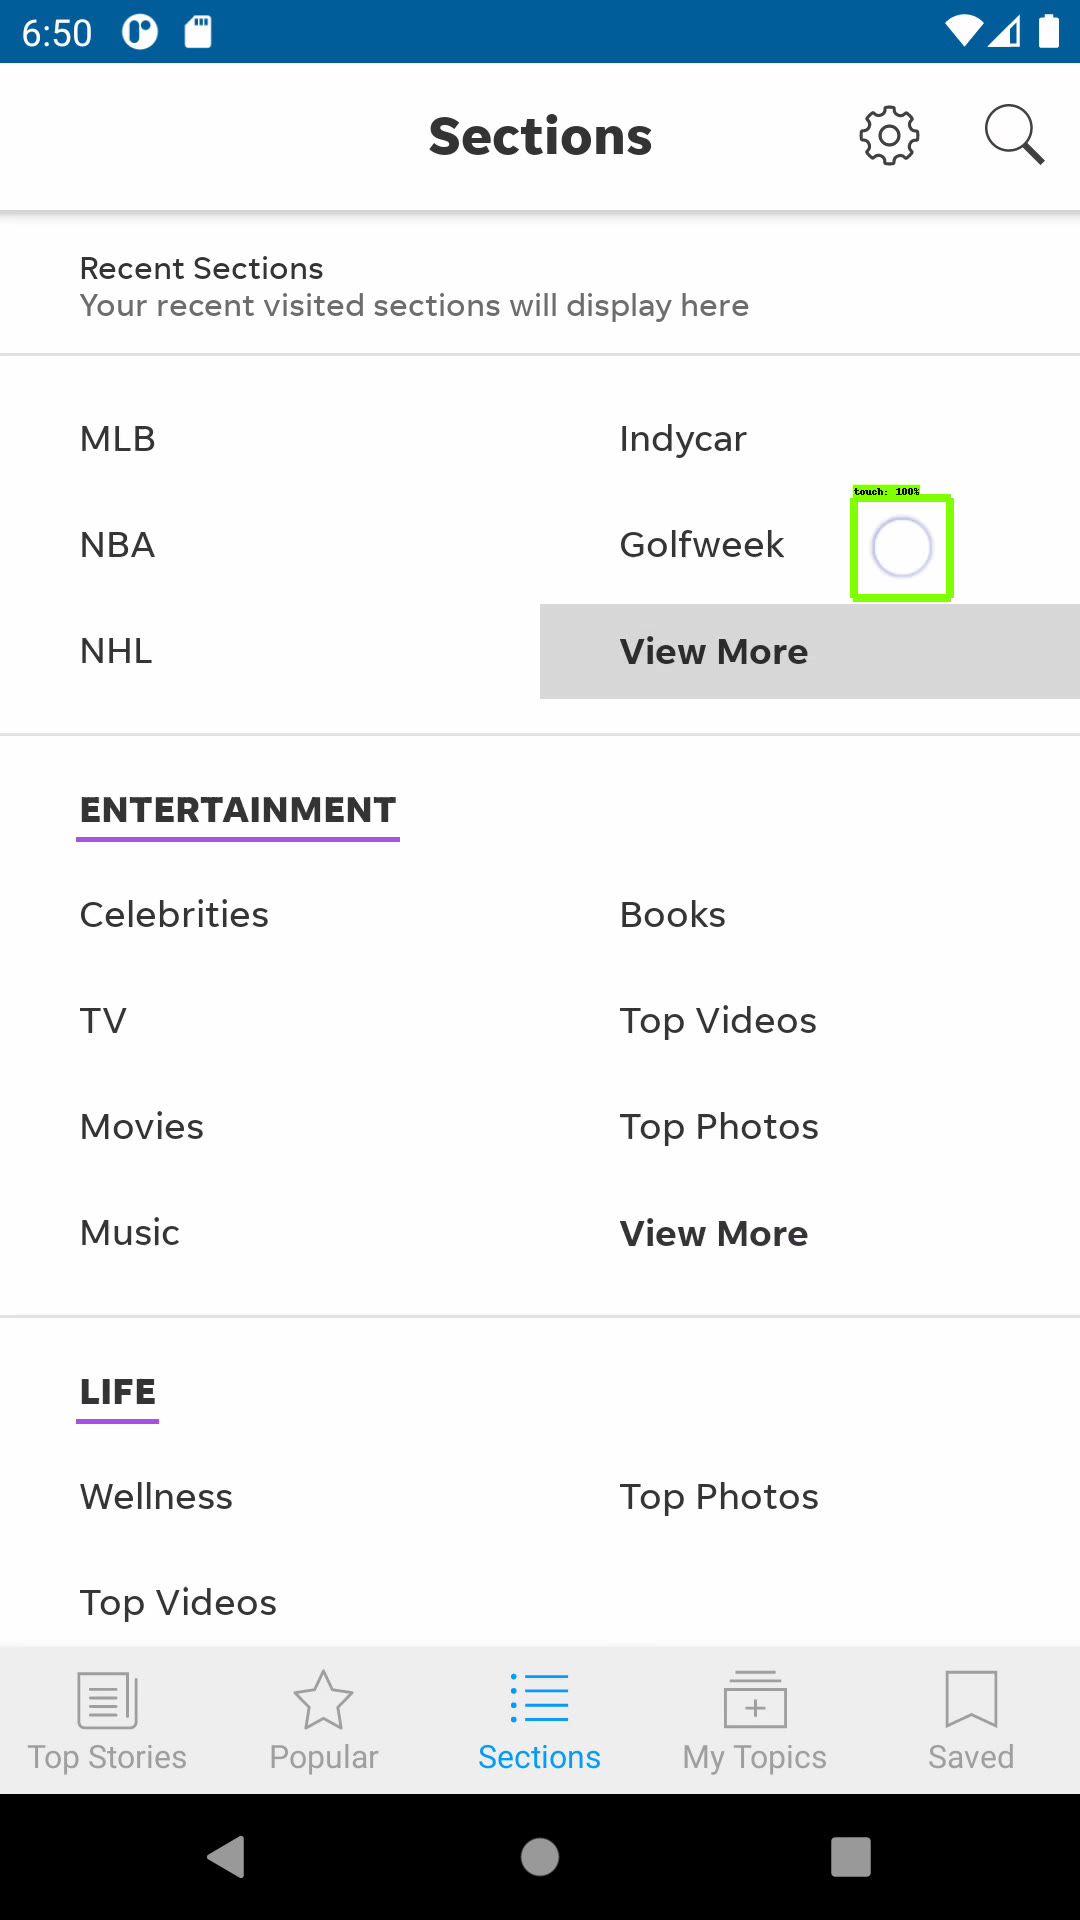 6:50
Sections
Recent Sections
Your recent visited sections will display here
MLB
Indycar
touch: 100%
NBA
Golfweek
NHL
View More
ENTERTAINMENT
Celebrities
Books
TV
Top Videos
Movies
Top Photos
Music
View More
LIFE
Wellness
Top Photos
Top Videos
Top Stories
Popular
Sections
My Topics
Saved